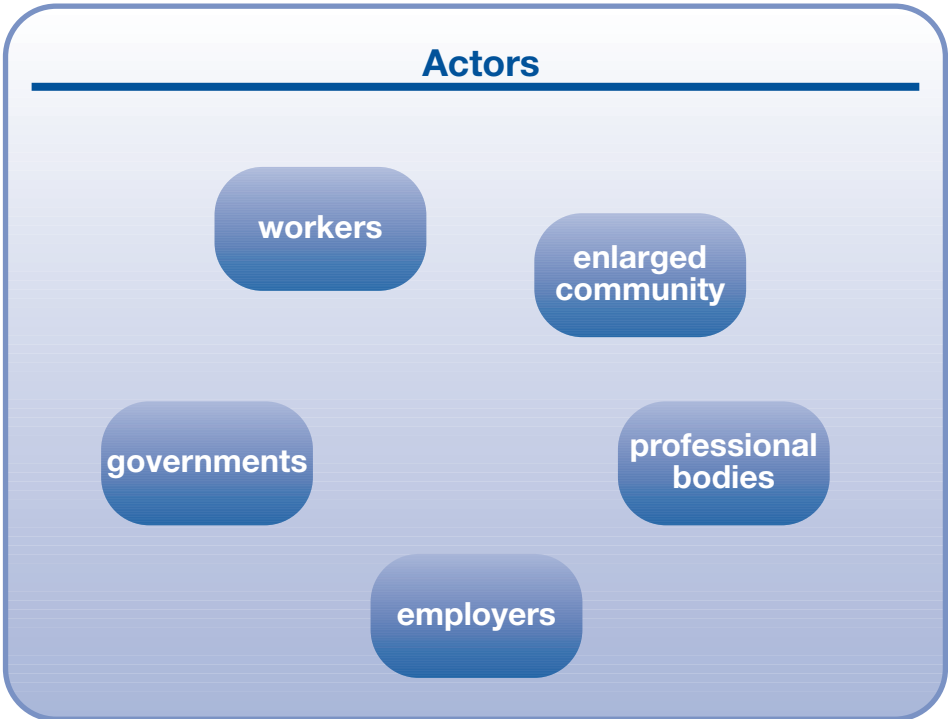 Actors
workers
enlarged
community
governments
professional
bodies
employers